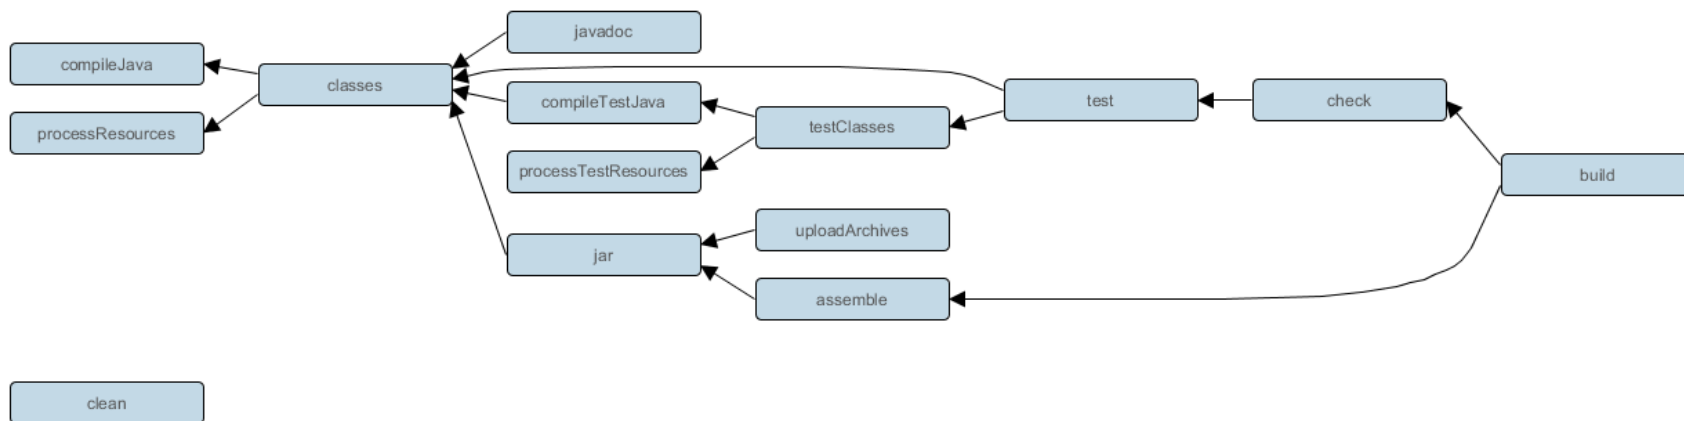 javadoc
compileJava
classes
compileTestJava
test
check
testClasses
processResources
processTestResources
build
uploadArchives
jar
assemble
clean